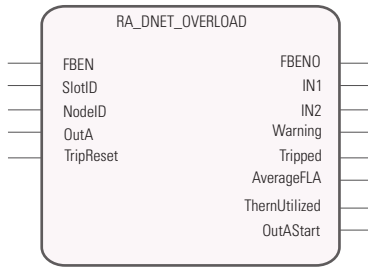 RA_DNET_OVERLOAD
FBEN
FBENO
SlotID
IN1
NodeID
IN2
OutA
Warning
TripReset
Tripped
AverageFLA
ThernUtilized
OutAStart